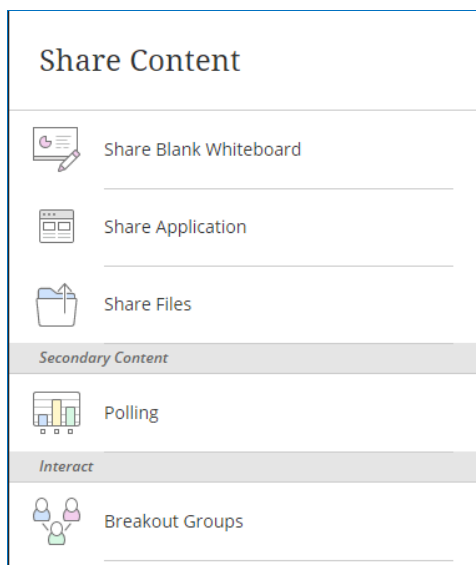 Share Content
Share Blank Whiteboard
Share Application
Share Files
Secondary Content
Polling
Interact
Breakout Groups